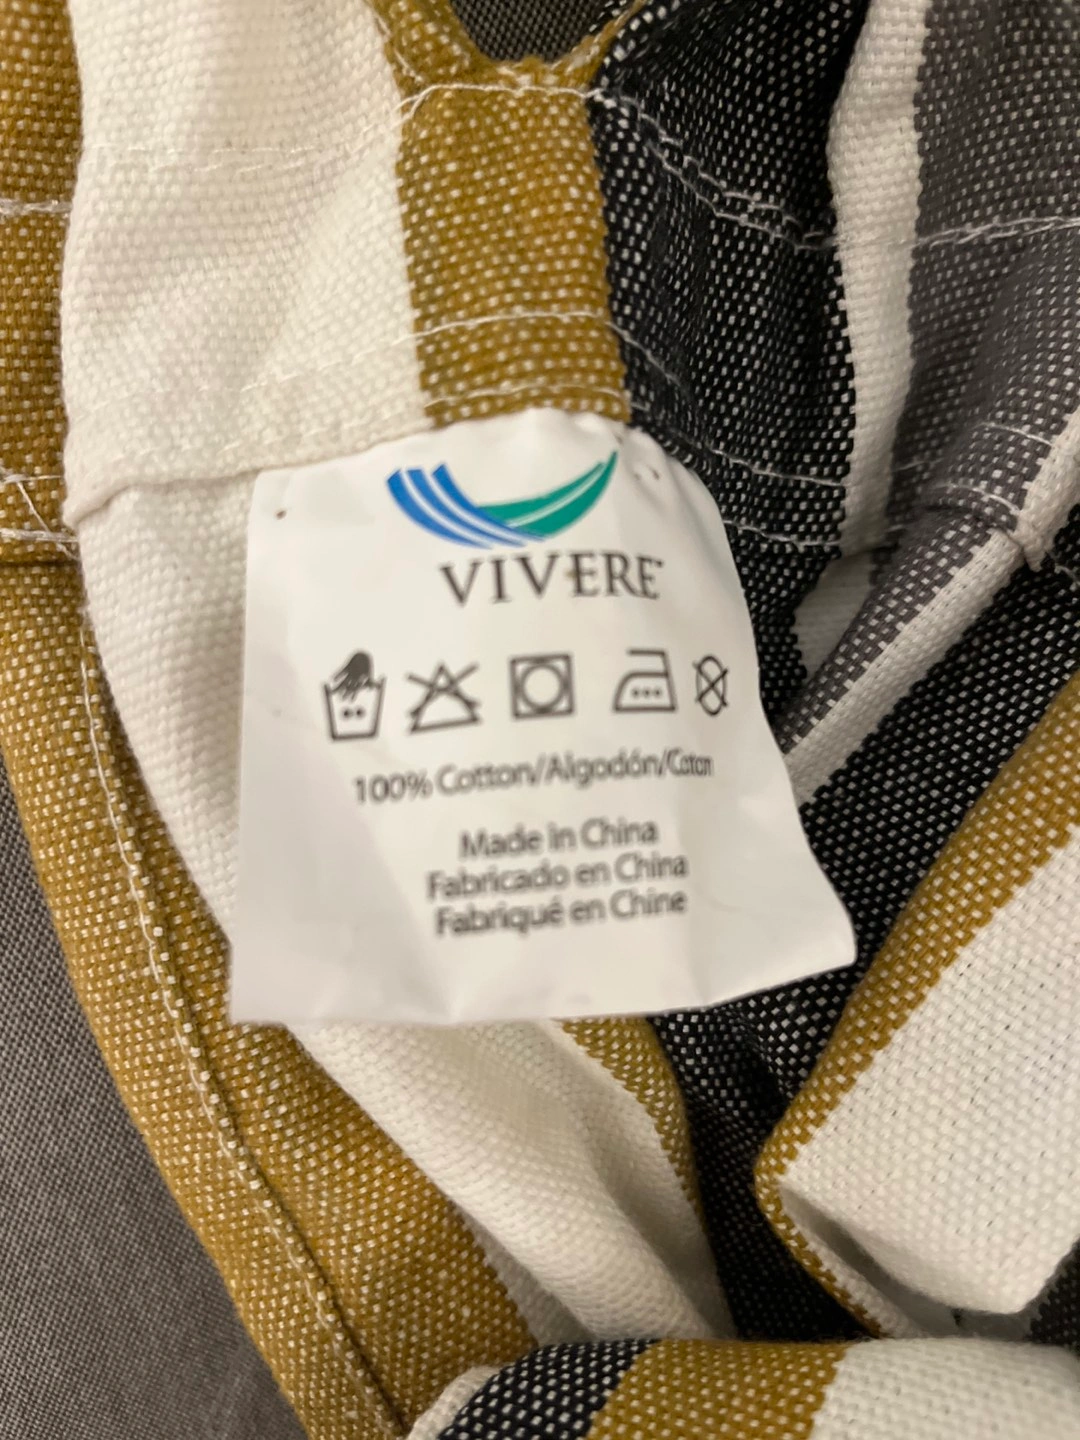 VIVERE
100% Cotton/Algodón/Coton
Made in China
Fabricado en China
Fabriqué en Chine